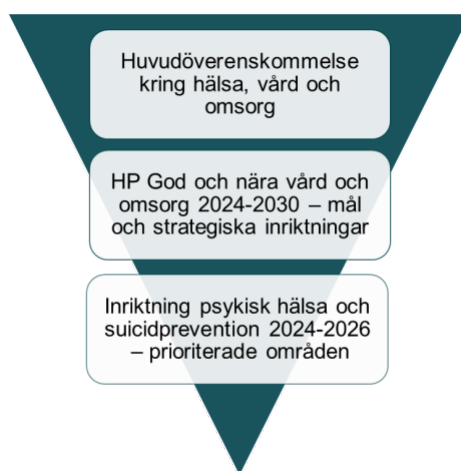 Huvudöverenskommelse
kring hälsa, vård och
omsorg
HP God och nära vård och
omsorg 2024-2030 – mål
och strategiska inriktningar
Inriktning psykisk hälsa och
suicidprevention 2024-2026
– prioriterade områden